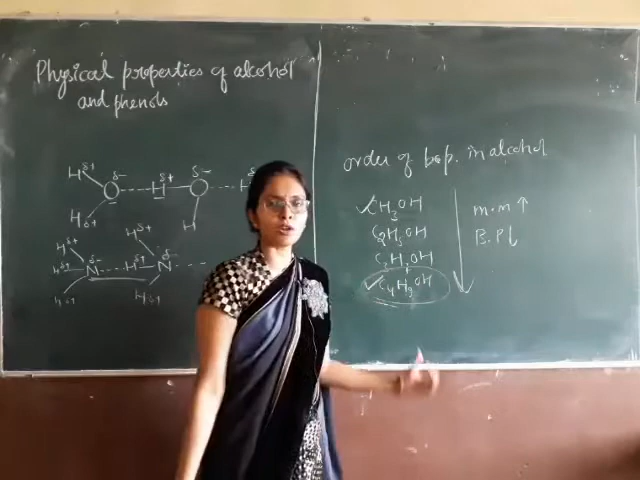 Physical properties of alcohol
and phenols
H δ+ δ- δ+ δ-
O --- H — O --- H
H δ+ H
H δ+ H δ+
H δ+ N δ- --- H δ+ — N δ- ---
H δ+ H δ+
order of b.p. in alcohol
CH3OH
C2H5OH
C3H7OH
C4H9OH
m.m ↑
B.P